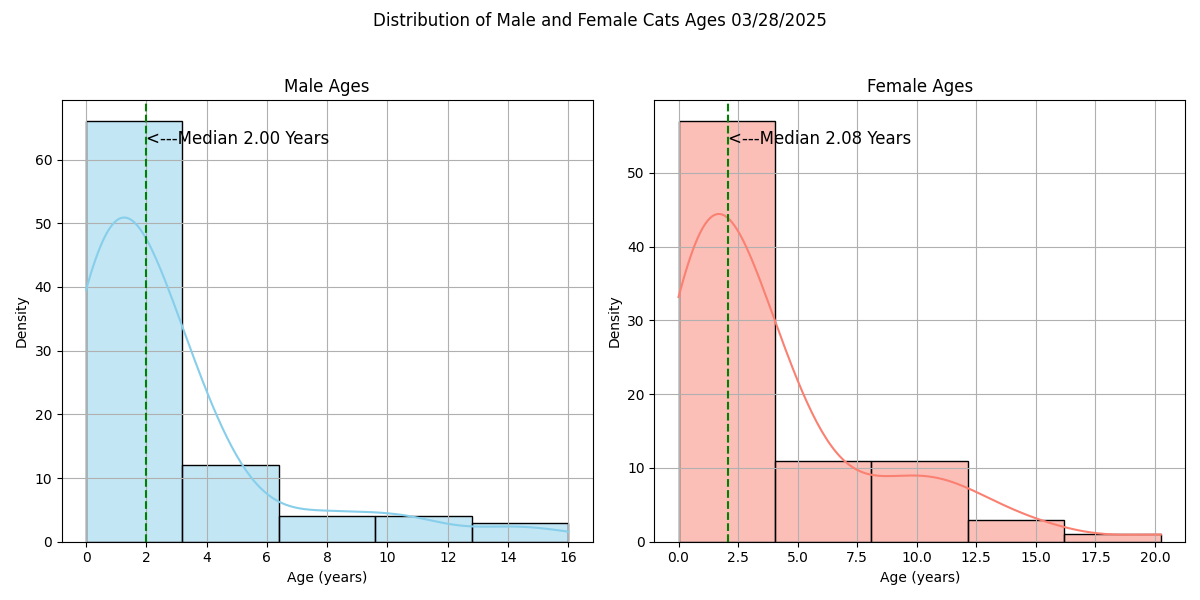 Distribution of Male and Female Cats Ages 03/28/2025
Male Ages
<---Median 2.00 Years
60
50
40
30
20
10
0
Density
0 2 4 6 8 10 12 14 16
Age (years)
Female Ages
<---Median 2.08 Years
50
40
30
20
10
0
Density
0.0 2.5 5.0 7.5 10.0 12.5 15.0 17.5 20.0
Age (years)